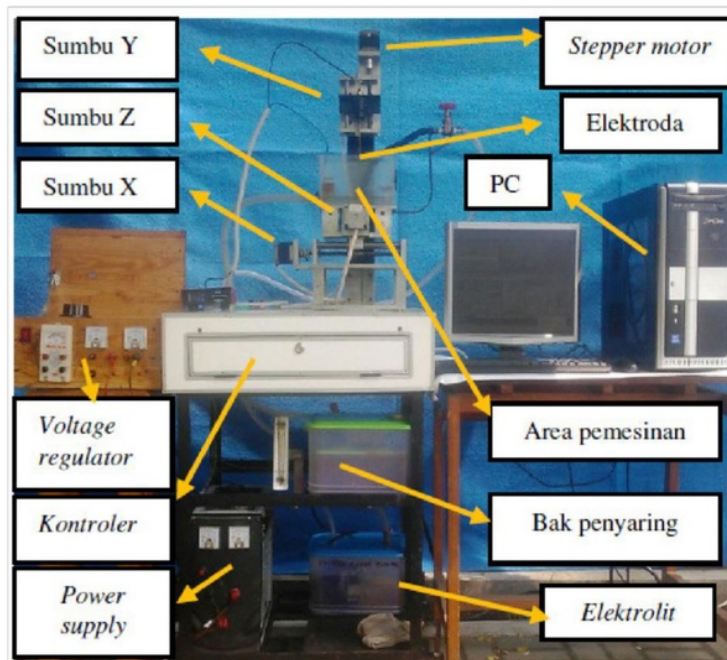 Sumbu Y
Stepper motor
Sumbu Z
Elektroda
Sumbu X
PC
Voltage
regulator
Area pemesinan
Kontroler
Bak penyaring
Power
supply
Elektrolit